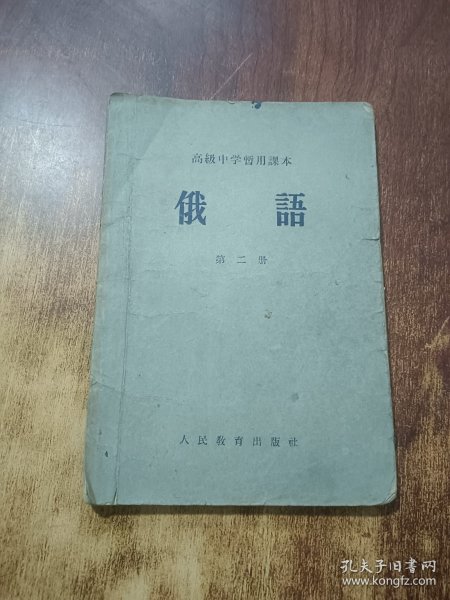 高級中学暫用課本
俄語
第二册
人民教育出版社
孔夫子旧书网
www.kongfz.com